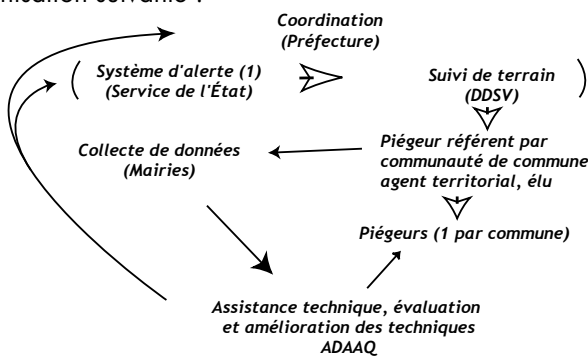 Coordination
(Préfecture)
Système d'alerte (1)
(Service de l'État)
Suivi de terrain
(DDSV)
Collecte de données
(Mairies)
Piégeur référent par
communauté de commune
agent territorial, élu
Piégeurs (1 par commune)
Assistance technique, évaluation
et amélioration des techniques
ADAAQ